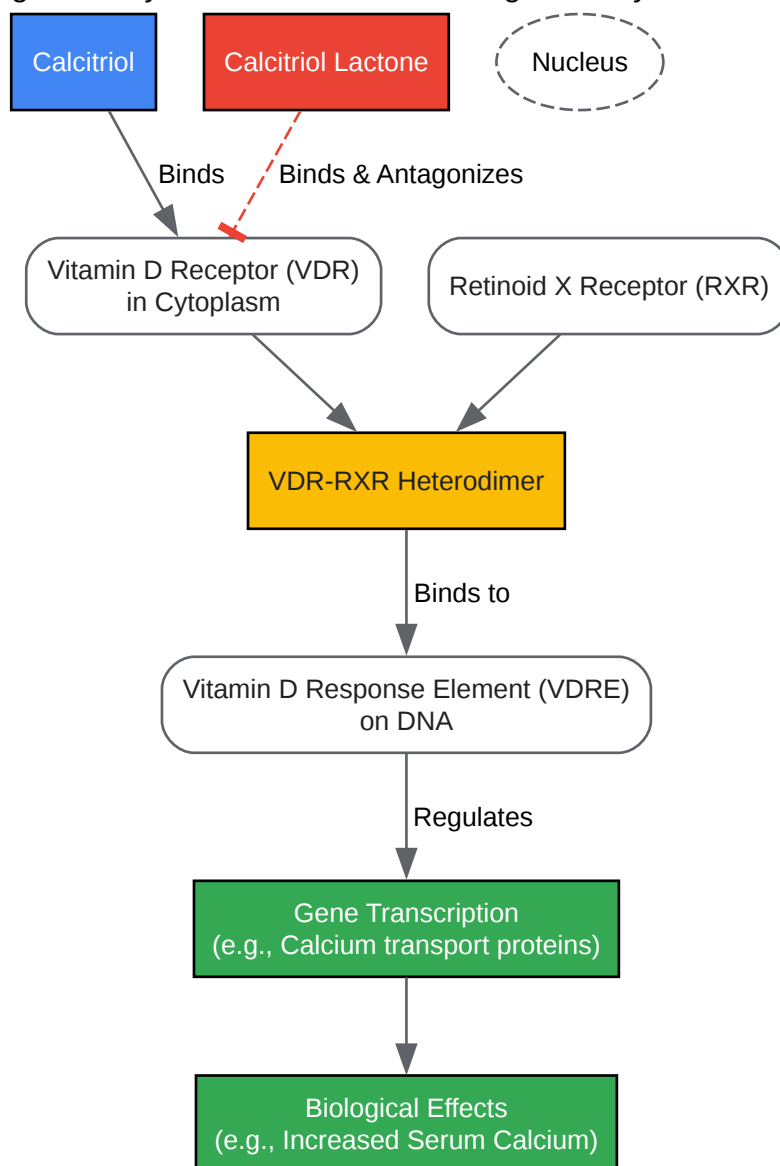 Calcitriol
Calcitriol Lactone
Nucleus
Binds
Binds & Antagonizes
Vitamin D Receptor (VDR)
in Cytoplasm
Retinoid X Receptor (RXR)
VDR-RXR Heterodimer
Binds to
Vitamin D Response Element (VDRE)
on DNA
Regulates
Gene Transcription
(e.g., Calcium transport proteins)
Biological Effects
(e.g., Increased Serum Calcium)